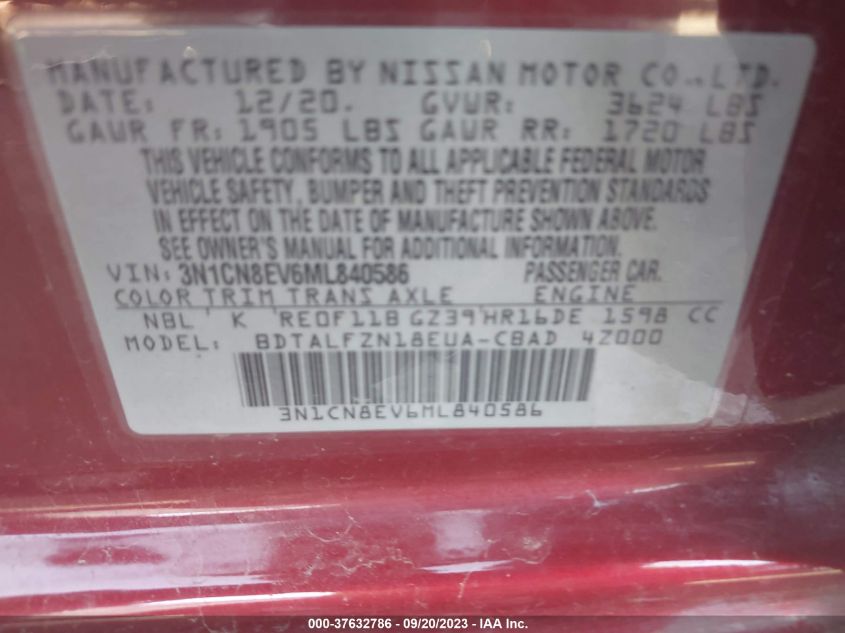 MANUFACTURED BY NISSAN MOTOR CO., LTD.
DATE: 12/20. GVWR: 3624 LBS
GAWR FR: 1905 LBS GAWR RR: 1720 LBS
THIS VEHICLE CONFORMS TO ALL APPLICABLE FEDERAL MOTOR
VEHICLE SAFETY, BUMPER AND THEFT PREVENTION STANDARDS
IN EFFECT ON THE DATE OF MANUFACTURE SHOWN ABOVE.
SEE OWNER'S MANUAL FOR ADDITIONAL INFORMATION.
VIN: 3N1CN8EV6ML840586 PASSENGER CAR.
COLOR TRIM TRANS AXLE ENGINE
NBL K RE0F11B GZ39 HR16DE 1598 CC
MODEL: BDTALFZN18EUA-CBAD 42000
3N1CN8EV6ML840586
000-37632786 - 09/20/2023 - IAA Inc.